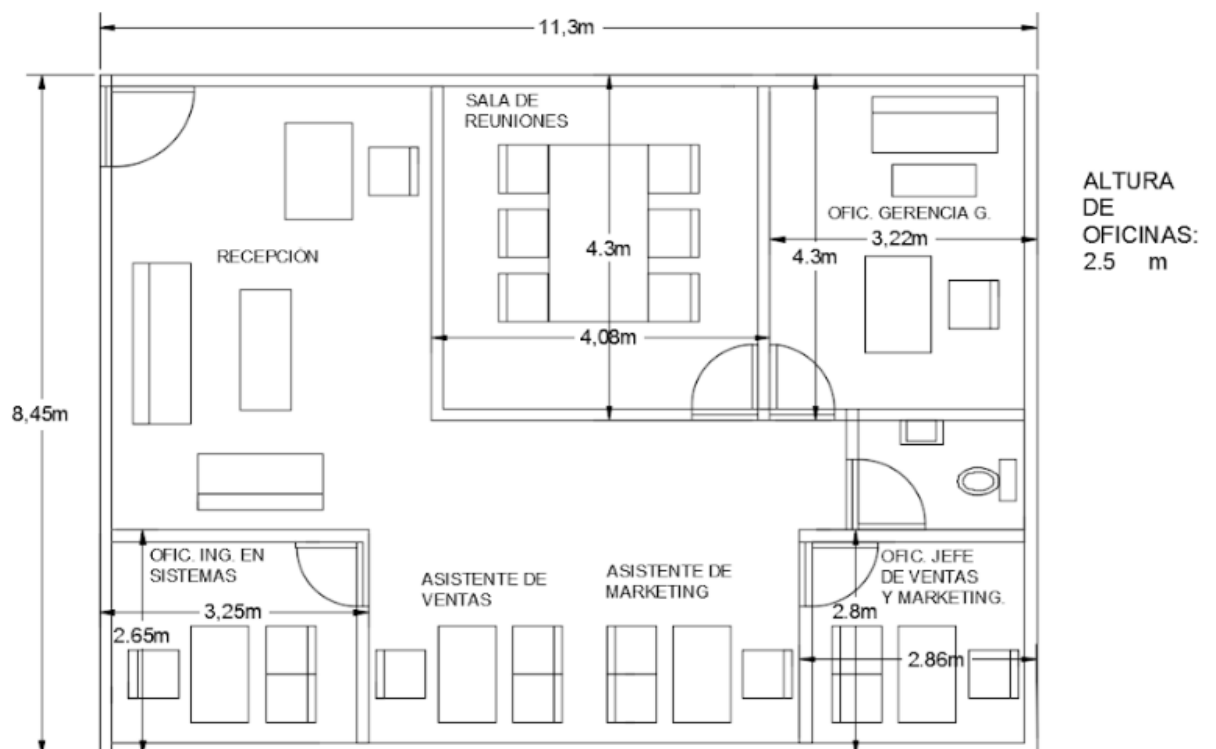 11,3m
SALA DE
REUNIONES
ALTURA
DE
OFICINAS:
2.5 m
OFIC. GERENCIA G.
3,22m
4.3m
4.3m
RECEPCIÓN
4,08m
8,45m
OFIC. ING. EN
SISTEMAS
3,25m
2.65m
ASISTENTE DE
VENTAS
ASISTENTE DE
MARKETING
OFIC. JEFE
DE VENTAS
Y MARKETING.
2.8m
2.86m